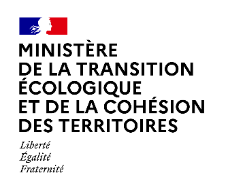 MINISTÈRE
DE LA TRANSITION
ÉCOLOGIQUE
ET DE LA COHÉSION
DES TERRITOIRES
Liberté
Égalité
Fraternité